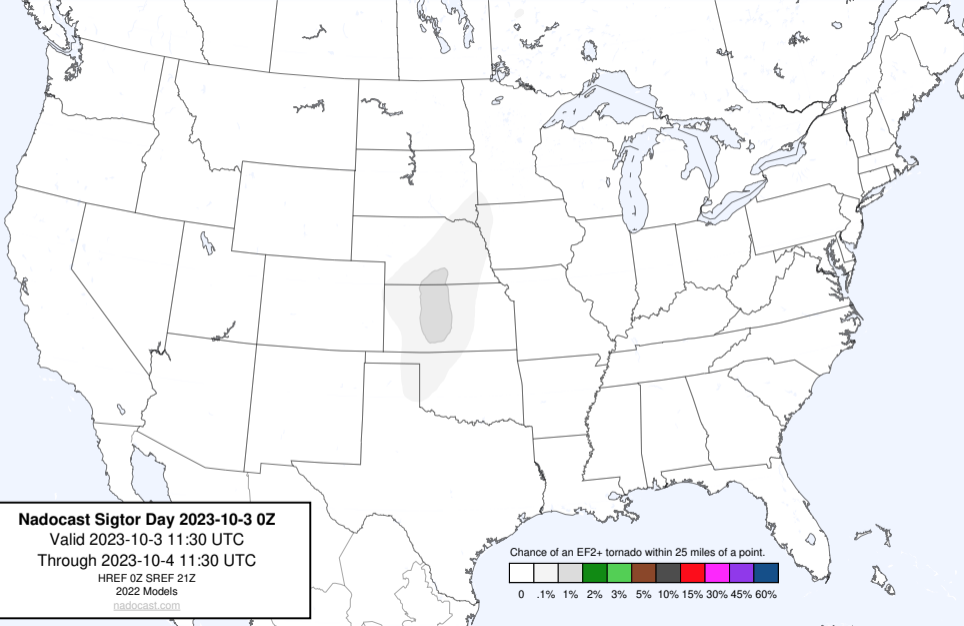 Nadocast Sigtor Day 2023-10-3 0Z
Valid 2023-10-3 11:30 UTC
Through 2023-10-4 11:30 UTC
HREF 0Z SREF 21Z
2022 Models
nadocast.com
Chance of an EF2+ tornado within 25 miles of a point.
0 .1% 1% 2% 3% 5% 10% 15% 30% 45% 60%